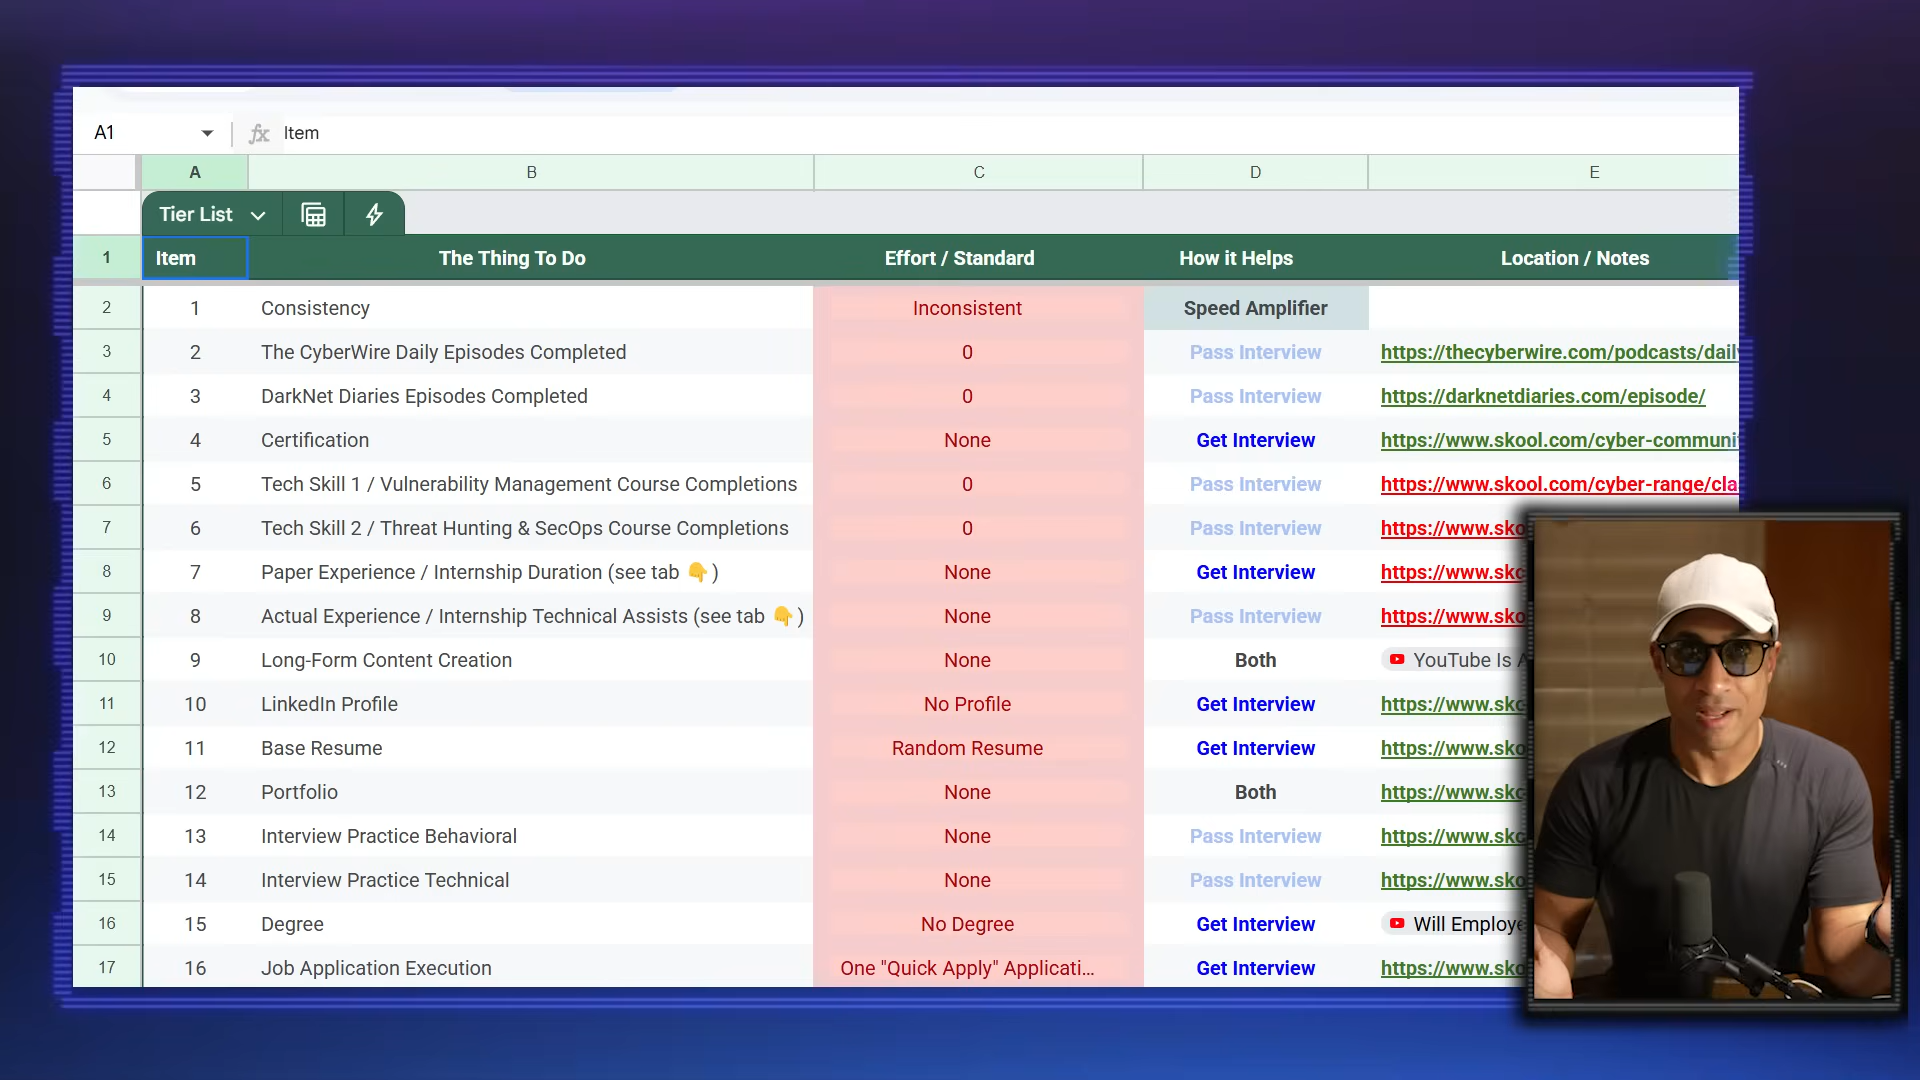 A1 fx Item
A B C D E
Tier List
1 Item The Thing To Do Effort / Standard How it Helps Location / Notes
2 1 Consistency Inconsistent Speed Amplifier
3 2 The CyberWire Daily Episodes Completed 0 Pass Interview https://thecyberwire.com/podcasts/dail
4 3 DarkNet Diaries Episodes Completed 0 Pass Interview https://darknetdiaries.com/episode/
5 4 Certification None Get Interview https://www.skool.com/cyber-communi
6 5 Tech Skill 1 / Vulnerability Management Course Completions 0 Pass Interview https://www.skool.com/cyber-range/cla
7 6 Tech Skill 2 / Threat Hunting & SecOps Course Completions 0 Pass Interview https://www.sko
8 7 Paper Experience / Internship Duration (see tab 👇) None Get Interview https://www.skc
9 8 Actual Experience / Internship Technical Assists (see tab 👇) None Pass Interview https://www.sko
10 9 Long-Form Content Creation None Both YouTube Is A
11 10 LinkedIn Profile No Profile Get Interview https://www.skc
12 11 Base Resume Random Resume Get Interview https://www.sko
13 12 Portfolio None Both https://www.skc
14 13 Interview Practice Behavioral None Pass Interview https://www.skc
15 14 Interview Practice Technical None Pass Interview https://www.sko
16 15 Degree No Degree Get Interview Will Employe
17 16 Job Application Execution One "Quick Apply" Applicati... Get Interview https://www.sko